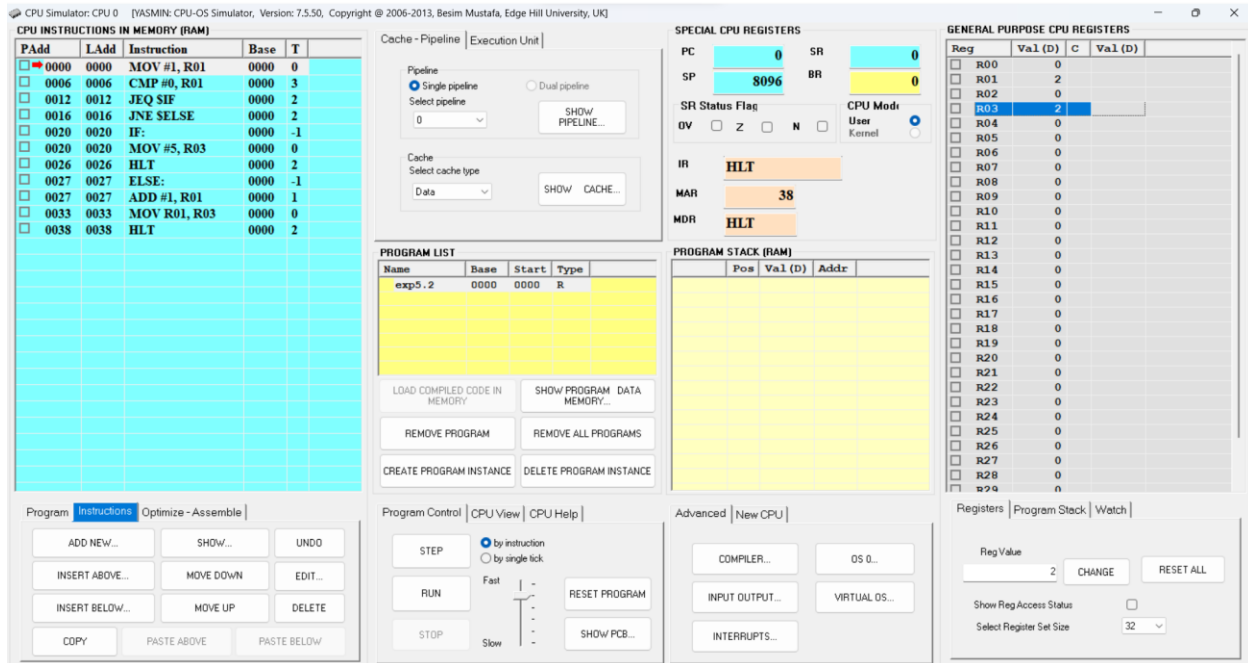 CPU Simulator: CPU 0 [YASMIN: CPU-OS Simulator, Version: 7.5.50, Copyright @ 2006-2013, Besim Mustafa, Edge Hill University, UK]
CPU INSTRUCTIONS IN MEMORY (RAM)
PAdd LAdd Instruction Base T
0000 0000 MOV #1, R01 0000 0
0006 0006 CMP #0, R01 0000 3
0012 0012 JEQ $IF 0000 2
0016 0016 JNE $ELSE 0000 2
0020 0020 IF: 0000 -1
0020 0020 MOV #5, R03 0000 0
0026 0026 HLT 0000 2
0027 0027 ELSE: 0000 -1
0027 0027 ADD #1, R01 0000 1
0033 0033 MOV R01, R03 0000 0
0038 0038 HLT 0000 2
Program Instructions Optimize - Assemble
ADD NEW... SHOW... UNDO
INSERT ABOVE... MOVE DOWN EDIT...
INSERT BELOW... MOVE UP DELETE
COPY PASTE ABOVE PASTE BELOW
Cache - Pipeline Execution Unit
Pipeline
Single pipeline Dual pipeline
Select pipeline
0 SHOW PIPELINE...
Cache
Select cache type
Data SHOW CACHE...
PROGRAM LIST
Name Base Start Type
exp5.2 0000 0000 R
LOAD COMPILED CODE IN MEMORY SHOW PROGRAM DATA MEMORY...
REMOVE PROGRAM REMOVE ALL PROGRAMS
CREATE PROGRAM INSTANCE DELETE PROGRAM INSTANCE
Program Control CPU View CPU Help
STEP by instruction
by single tick
RUN Fast RESET PROGRAM
STOP Slow SHOW PCB...
SPECIAL CPU REGISTERS
PC 0 SR 0
SP 8096 BR 0
SR Status Flag CPU Mode
OV Z N User
Kernel
IR HLT
MAR 38
MDR HLT
PROGRAM STACK (RAM)
Pos Val (D) Addr
Advanced New CPU
COMPILER... OS 0...
INPUT OUTPUT... VIRTUAL OS...
INTERRUPTS...
GENERAL PURPOSE CPU REGISTERS
Reg Val (D) C Val (D)
R00 0
R01 2
R02 0
R03 2
R04 0
R05 0
R06 0
R07 0
R08 0
R09 0
R10 0
R11 0
R12 0
R13 0
R14 0
R15 0
R16 0
R17 0
R18 0
R19 0
R20 0
R21 0
R22 0
R23 0
R24 0
R25 0
R26 0
R27 0
R28 0
R29 0
Registers Program Stack Watch
Reg Value
2 CHANGE RESET ALL
Show Reg Access Status
Select Register Set Size 32